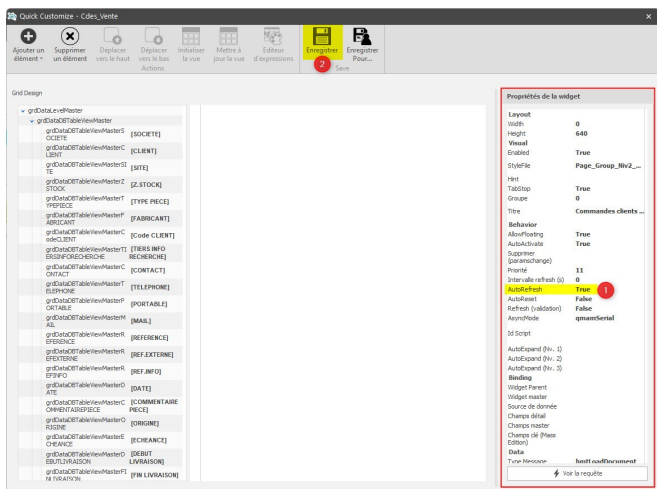 Quick Customize - Cdes_Vente
×
Ajouter un élément
Supprimer un élément
Déplacer vers le haut
Déplacer vers le bas
Initialiser la vue
Mettre à jour la vue
Editeur d'expressions
Enregistrer
Enregistrer Pour...
Actions
2
Save
Grid Design
grdDataLevelMaster
grdDataDBTableViewMaster
grdDataDBTableViewMasterSOCIETE [SOCIETE]
grdDataDBTableViewMasterCLIENT [CLIENT]
grdDataDBTableViewMasterSITE [SITE]
grdDataDBTableViewMasterZSTOCK [Z.STOCK]
grdDataDBTableViewMasterTYPEPIECE [TYPE PIECE]
grdDataDBTableViewMasterFABRICANT [FABRICANT]
grdDataDBTableViewMasterCodeCLIENT [Code CLIENT]
grdDataDBTableViewMasterTIERSINFORECHERCHE [TIERS INFO RECHERCHE]
grdDataDBTableViewMasterCONTACT [CONTACT]
grdDataDBTableViewMasterTELEPHONE [TELEPHONE]
grdDataDBTableViewMasterPORTABLE [PORTABLE]
grdDataDBTableViewMasterMAIL [MAIL]
grdDataDBTableViewMasterREFERENCE [REFERENCE]
grdDataDBTableViewMasterREFEXTERNE [REF.EXTERNE]
grdDataDBTableViewMasterREFINFO [REF.INFO]
grdDataDBTableViewMasterDATE [DATE]
grdDataDBTableViewMasterCOMMENTAIREPIECE [COMMENTAIRE PIECE]
grdDataDBTableViewMasterORIGINE [ORIGINE]
grdDataDBTableViewMasterECHEANCE [ECHEANCE]
grdDataDBTableViewMasterDEBUTLIVRAISON [DEBUT LIVRAISON]
grdDataDBTableViewMasterFINLIVRAISON [FIN LIVRAISON]
Propriétés de la widget
Layout
Width 0
Height 640
Visual
Enabled True
StyleFile Page_Group_Niv2_...
Hint
TabStop True
Groupe 0
Titre Commandes clients ...
Behavior
AllowFloating True
AutoActivate True
Supprimer (paramschange)
Priorité 11
Intervalle refresh (s) 0
AutoRefresh True 1
AutoReset False
Refresh (validation) False
AsyncMode qmamSerial
Id Script
AutoExpand (Nv. 1)
AutoExpand (Nv. 2)
AutoExpand (Nv. 3)
Binding
Widget Parent
Widget master
Source de donnée
Champs détail
Champs master
Champs clé (Mass Edition)
Data
Type Message hmtLoadDocument
Voir la requête